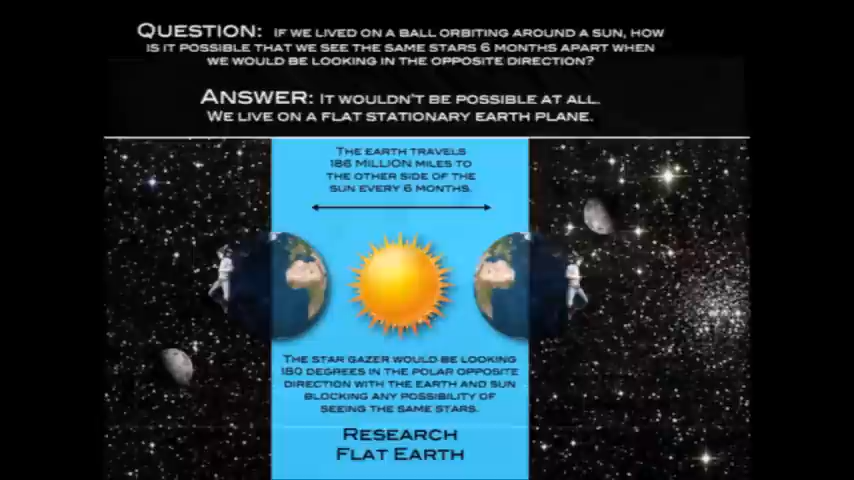 QUESTION: IF WE LIVED ON A BALL ORBITING AROUND A SUN, HOW
IS IT POSSIBLE THAT WE SEE THE SAME STARS 6 MONTHS APART WHEN
WE WOULD BE LOOKING IN THE OPPOSITE DIRECTION?
ANSWER: IT WOULDN'T BE POSSIBLE AT ALL.
WE LIVE ON A FLAT STATIONARY EARTH PLANE.
THE EARTH TRAVELS
186 MILLION MILES TO
THE OTHER SIDE OF THE
SUN EVERY 6 MONTHS.
THE STAR GAZER WOULD BE LOOKING
180 DEGREES IN THE POLAR OPPOSITE
DIRECTION WITH THE EARTH AND SUN
BLOCKING ANY POSSIBILITY OF
SEEING THE SAME STARS.
RESEARCH
FLAT EARTH